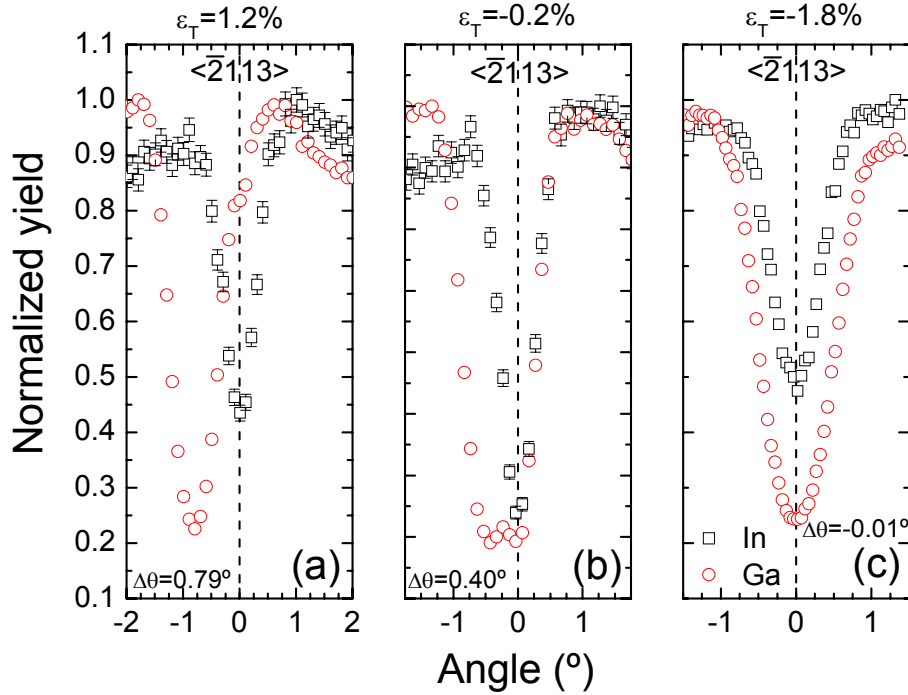 ε_T=1.2% ε_T=-0.2% ε_T=-1.8%
<2̅113> <2̅113> <2̅113>
Normalized yield
1.1
1.0
0.9
0.8
0.7
0.6
0.5
0.4
0.3
0.2
0.1
Δθ=0.79º (a)
Δθ=0.40º (b)
In Δθ=-0.01º
Ga (c)
-2 -1 0 1 2 -1 0 1 -1 0 1
Angle (º)